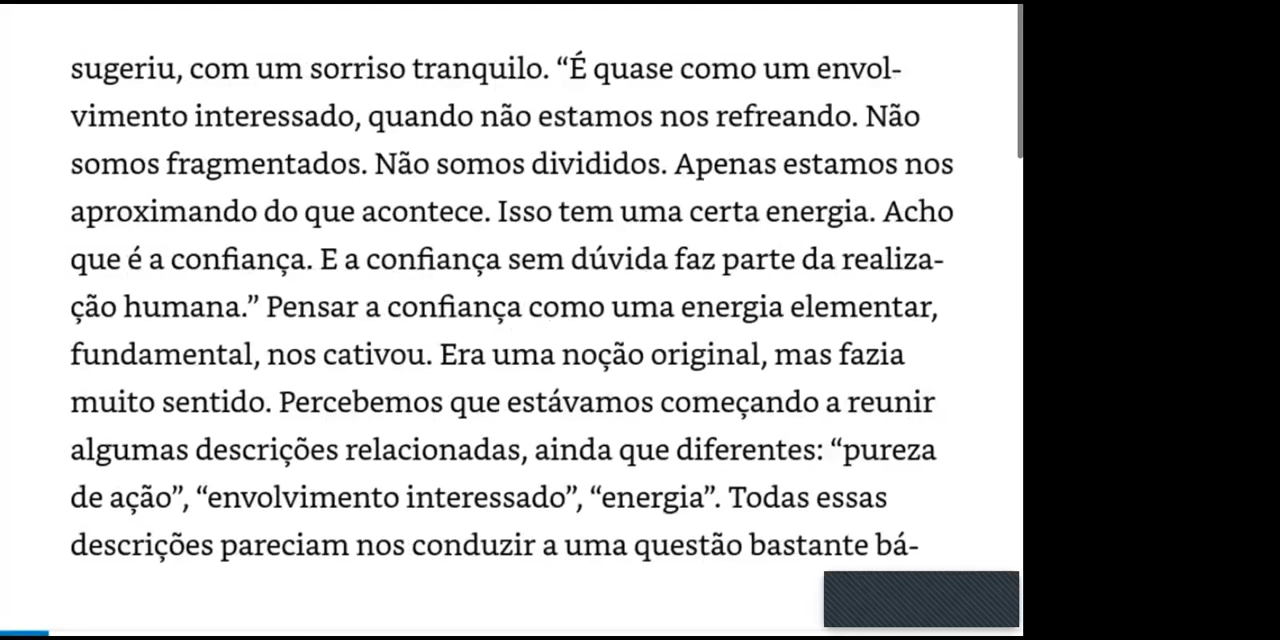 sugeriu, com um sorriso tranquilo. “É quase como um envol-
vimento interessado, quando não estamos nos refreando. Não
somos fragmentados. Não somos divididos. Apenas estamos nos
aproximando do que acontece. Isso tem uma certa energia. Acho
que é a confiança. E a confiança sem dúvida faz parte da realiza-
ção humana.” Pensar a confiança como uma energia elementar,
fundamental, nos cativou. Era uma noção original, mas fazia
muito sentido. Percebemos que estávamos começando a reunir
algumas descrições relacionadas, ainda que diferentes: “pureza
de ação”, “envolvimento interessado”, “energia”. Todas essas
descrições pareciam nos conduzir a uma questão bastante bá-